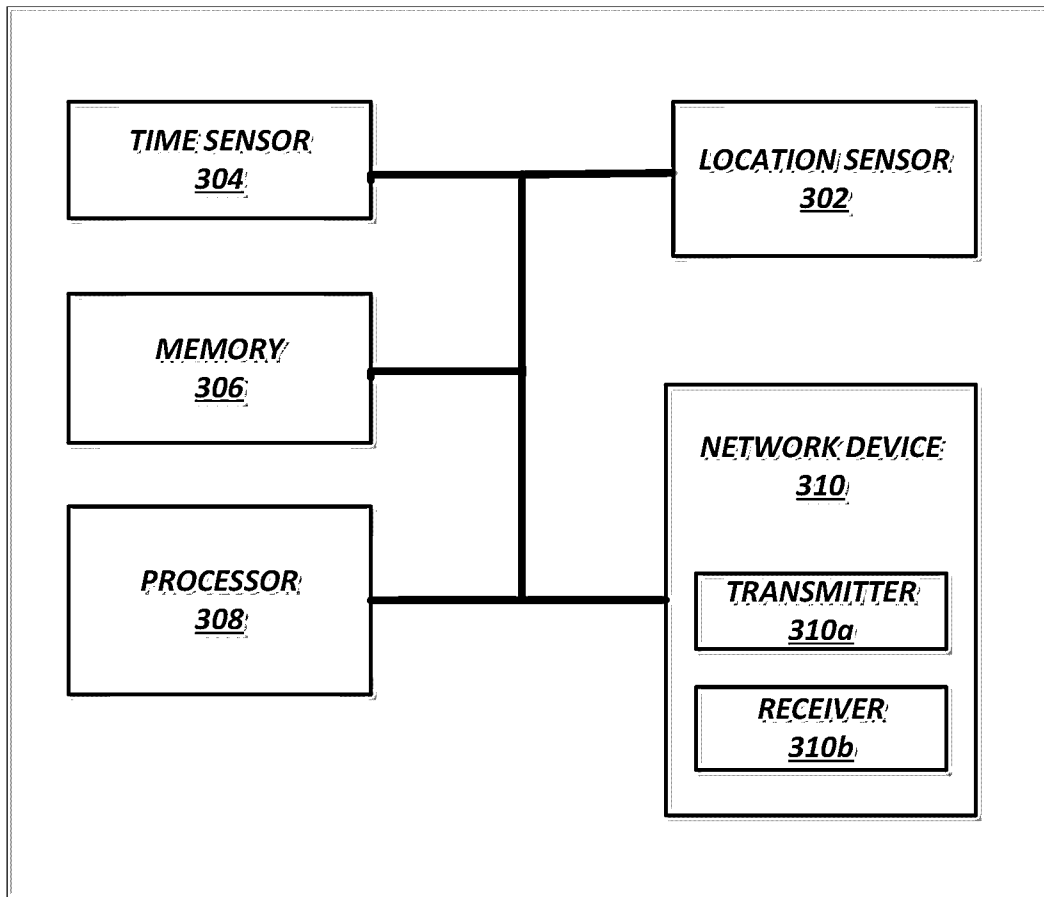 TIME SENSOR
304
LOCATION SENSOR
302
MEMORY
306
NETWORK DEVICE
310
PROCESSOR
308
TRANSMITTER
310a
RECEIVER
310b